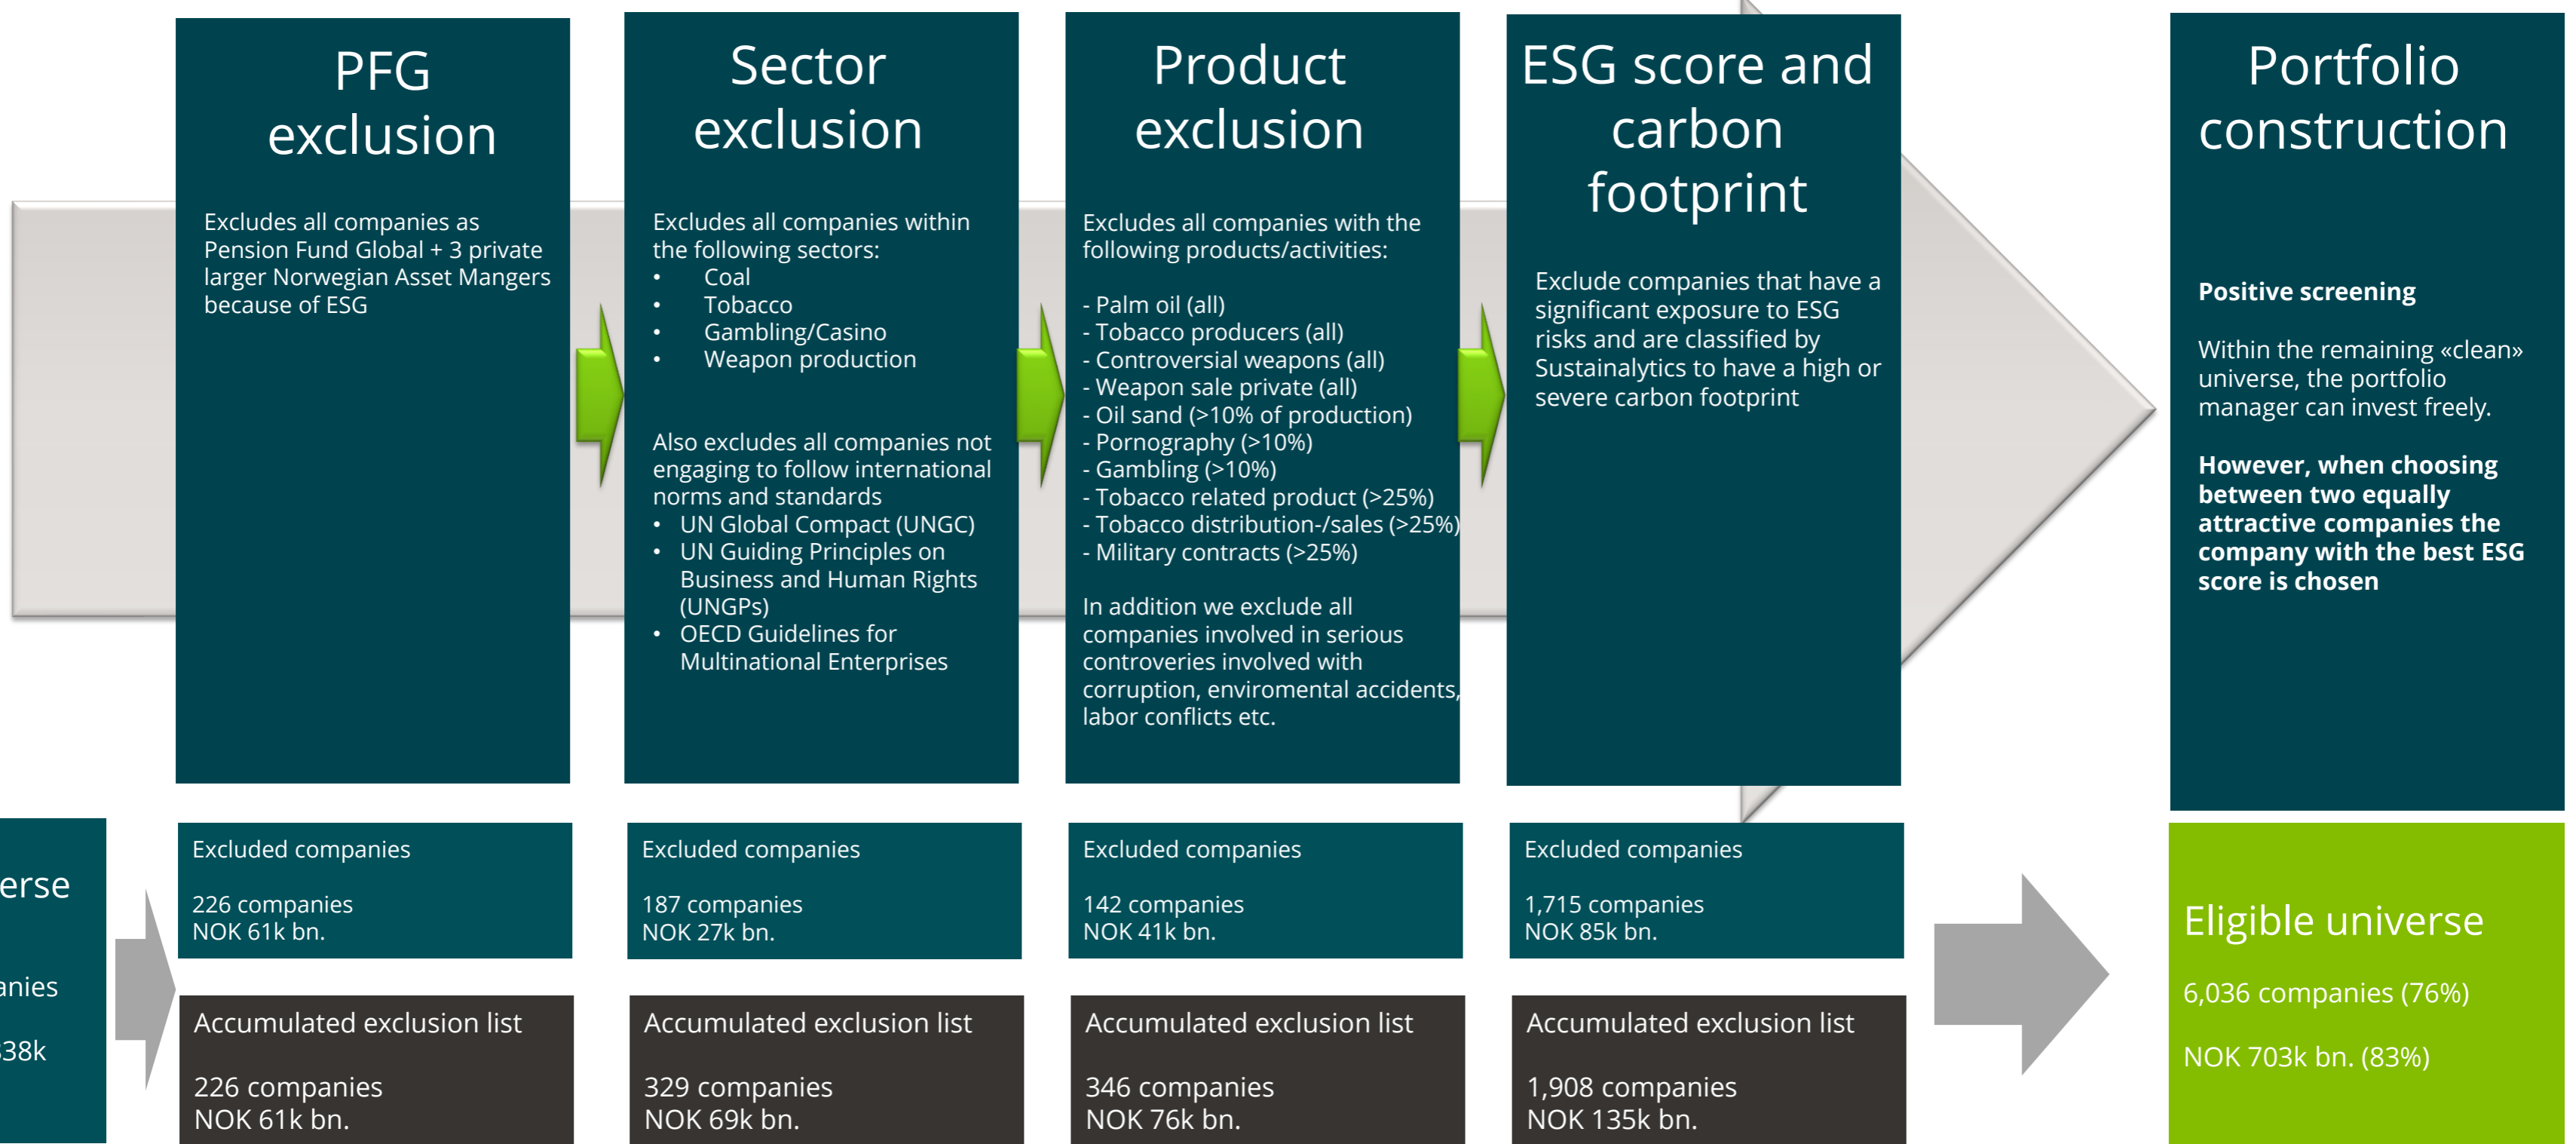 PFG
exclusion
Excludes all companies as
Pension Fund Global + 3 private
larger Norwegian Asset Mangers
because of ESG
Sector
exclusion
Excludes all companies within
the following sectors:
• Coal
• Tobacco
• Gambling/Casino
• Weapon production
Also excludes all companies not
engaging to follow international
norms and standards
• UN Global Compact (UNGC)
• UN Guiding Principles on
Business and Human Rights
(UNGPs)
• OECD Guidelines for
Multinational Enterprises
Product
exclusion
Excludes all companies with the
following products/activities:
- Palm oil (all)
- Tobacco producers (all)
- Controversial weapons (all)
- Weapon sale private (all)
- Oil sand (>10% of production)
- Pornography (>10%)
- Gambling (>10%)
- Tobacco related product (>25%)
- Tobacco distribution-/sales (>25%)
- Military contracts (>25%)
In addition we exclude all
companies involved in serious
controveries involved with
corruption, enviromental accidents,
labor conflicts etc.
ESG score and
carbon
footprint
Exclude companies that have a
significant exposure to ESG
risks and are classified by
Sustainalytics to have a high or
severe carbon footprint
Portfolio
construction
Positive screening
Within the remaining «clean»
universe, the portfolio
manager can invest freely.
However, when choosing
between two equally
attractive companies the
company with the best ESG
score is chosen
erse
anies
38k
Excluded companies
226 companies
NOK 61k bn.
Accumulated exclusion list
226 companies
NOK 61k bn.
Excluded companies
187 companies
NOK 27k bn.
Accumulated exclusion list
329 companies
NOK 69k bn.
Excluded companies
142 companies
NOK 41k bn.
Accumulated exclusion list
346 companies
NOK 76k bn.
Excluded companies
1,715 companies
NOK 85k bn.
Accumulated exclusion list
1,908 companies
NOK 135k bn.
Eligible universe
6,036 companies (76%)
NOK 703k bn. (83%)